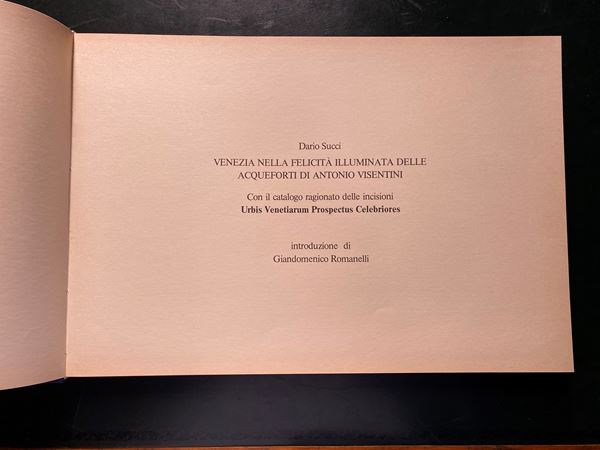 Dario Succi
VENEZIA NELLA FELICITÀ ILLUMINATA DELLE
ACQUEFORTI DI ANTONIO VISENTINI
Con il catalogo ragionato delle incisioni
Urbis Venetiarum Prospectus Celebriores
introduzione di
Giandomenico Romanelli